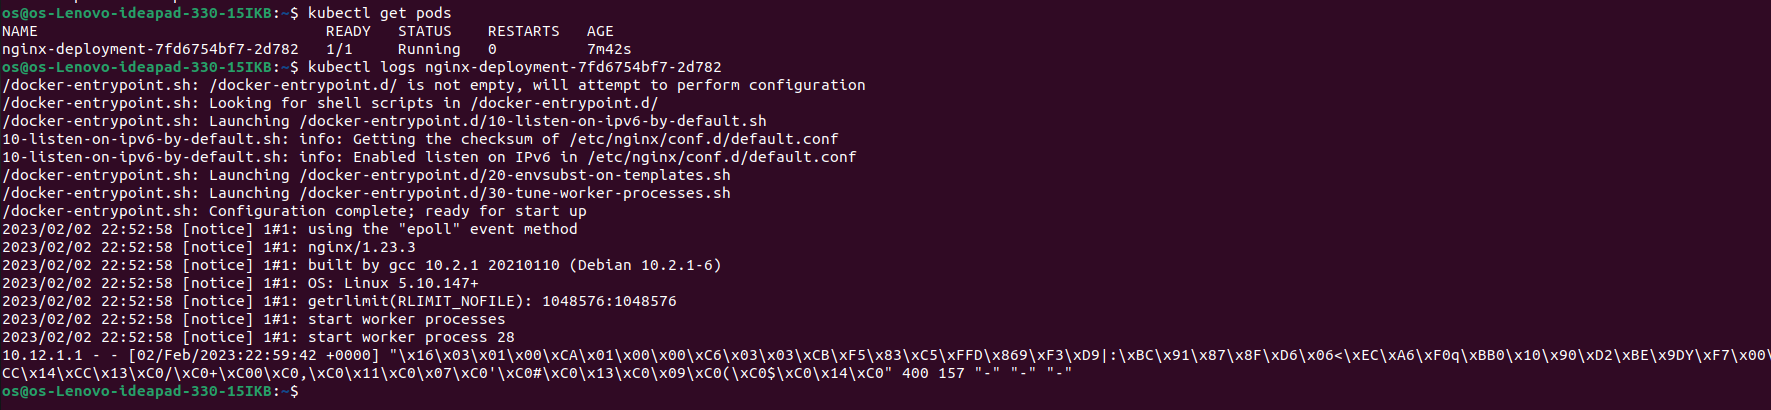 os@os-Lenovo-ideapad-330-15IKB:~$ kubectl get pods
NAME                                READY   STATUS    RESTARTS   AGE
nginx-deployment-7fd6754bf7-2d782   1/1     Running   0          7m42s
os@os-Lenovo-ideapad-330-15IKB:~$ kubectl logs nginx-deployment-7fd6754bf7-2d782
/docker-entrypoint.sh: /docker-entrypoint.d/ is not empty, will attempt to perform configuration
/docker-entrypoint.sh: Looking for shell scripts in /docker-entrypoint.d/
/docker-entrypoint.sh: Launching /docker-entrypoint.d/10-listen-on-ipv6-by-default.sh
10-listen-on-ipv6-by-default.sh: info: Getting the checksum of /etc/nginx/conf.d/default.conf
10-listen-on-ipv6-by-default.sh: info: Enabled listen on IPv6 in /etc/nginx/conf.d/default.conf
/docker-entrypoint.sh: Launching /docker-entrypoint.d/20-envsubst-on-templates.sh
/docker-entrypoint.sh: Launching /docker-entrypoint.d/30-tune-worker-processes.sh
/docker-entrypoint.sh: Configuration complete; ready for start up
2023/02/02 22:52:58 [notice] 1#1: using the "epoll" event method
2023/02/02 22:52:58 [notice] 1#1: nginx/1.23.3
2023/02/02 22:52:58 [notice] 1#1: built by gcc 10.2.1 20210110 (Debian 10.2.1-6)
2023/02/02 22:52:58 [notice] 1#1: OS: Linux 5.10.147+
2023/02/02 22:52:58 [notice] 1#1: getrlimit(RLIMIT_NOFILE): 1048576:1048576
2023/02/02 22:52:58 [notice] 1#1: start worker processes
2023/02/02 22:52:58 [notice] 1#1: start worker process 28
10.12.1.1 - - [02/Feb/2023:22:59:42 +0000] "\x16\x03\x01\x00\xCA\x01\x00\x00\xC6\x03\x03\xCB\xF5\x83\xC5\xFFD\x869\xF3\xD9|:\xBC\x91\x87\x8F\xD6\x06<\xEC\xA6\xF0q\xBB0\x10\x90\xD2\xBE\x9DY\xF7\x00\
CC\x14\xCC\x13\xC0/\xC0+\xC00\xC0,\xC0\x11\xC0\x07\xC0'\xC0#\xC0\x13\xC0\x09\xC0(\xC0$\xC0\x14\xC0" 400 157 "-" "-" "-"
os@os-Lenovo-ideapad-330-15IKB:~$